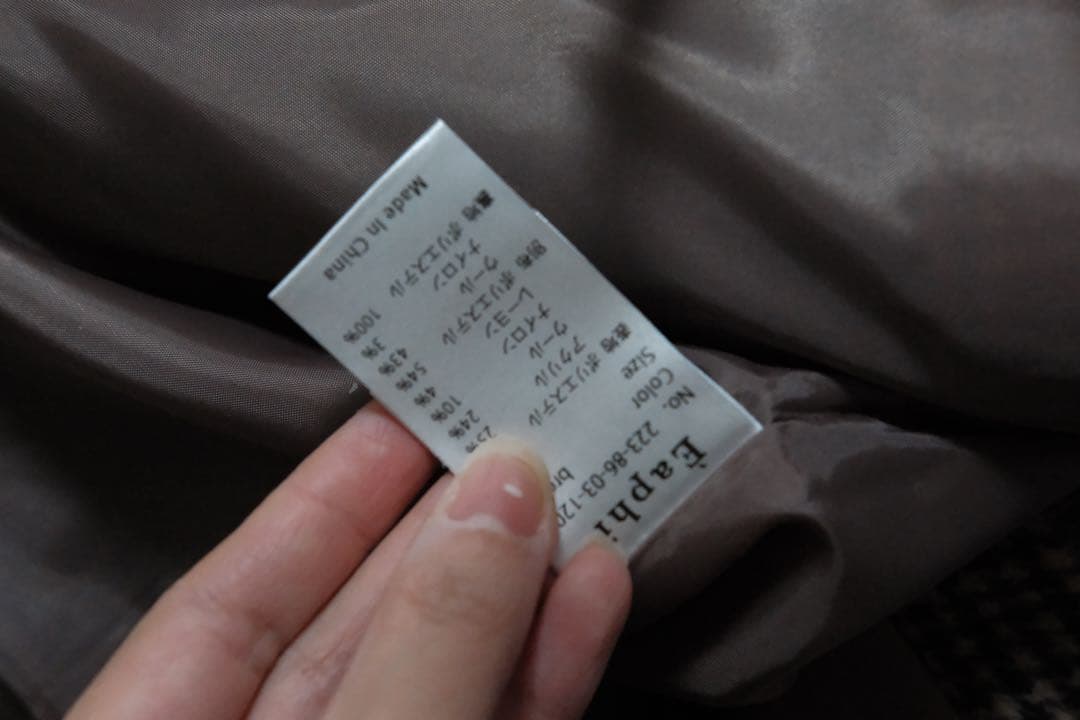 Èaphi
No. 223-86-03-120
Color
Size
表地 ポリエステル
アクリル 25%
ウール 24%
ナイロン 10%
レーヨン 4%
別布 ポリエステル 54%
ウール 43%
ナイロン 3%
裏地 ポリエステル 100%
Made in China